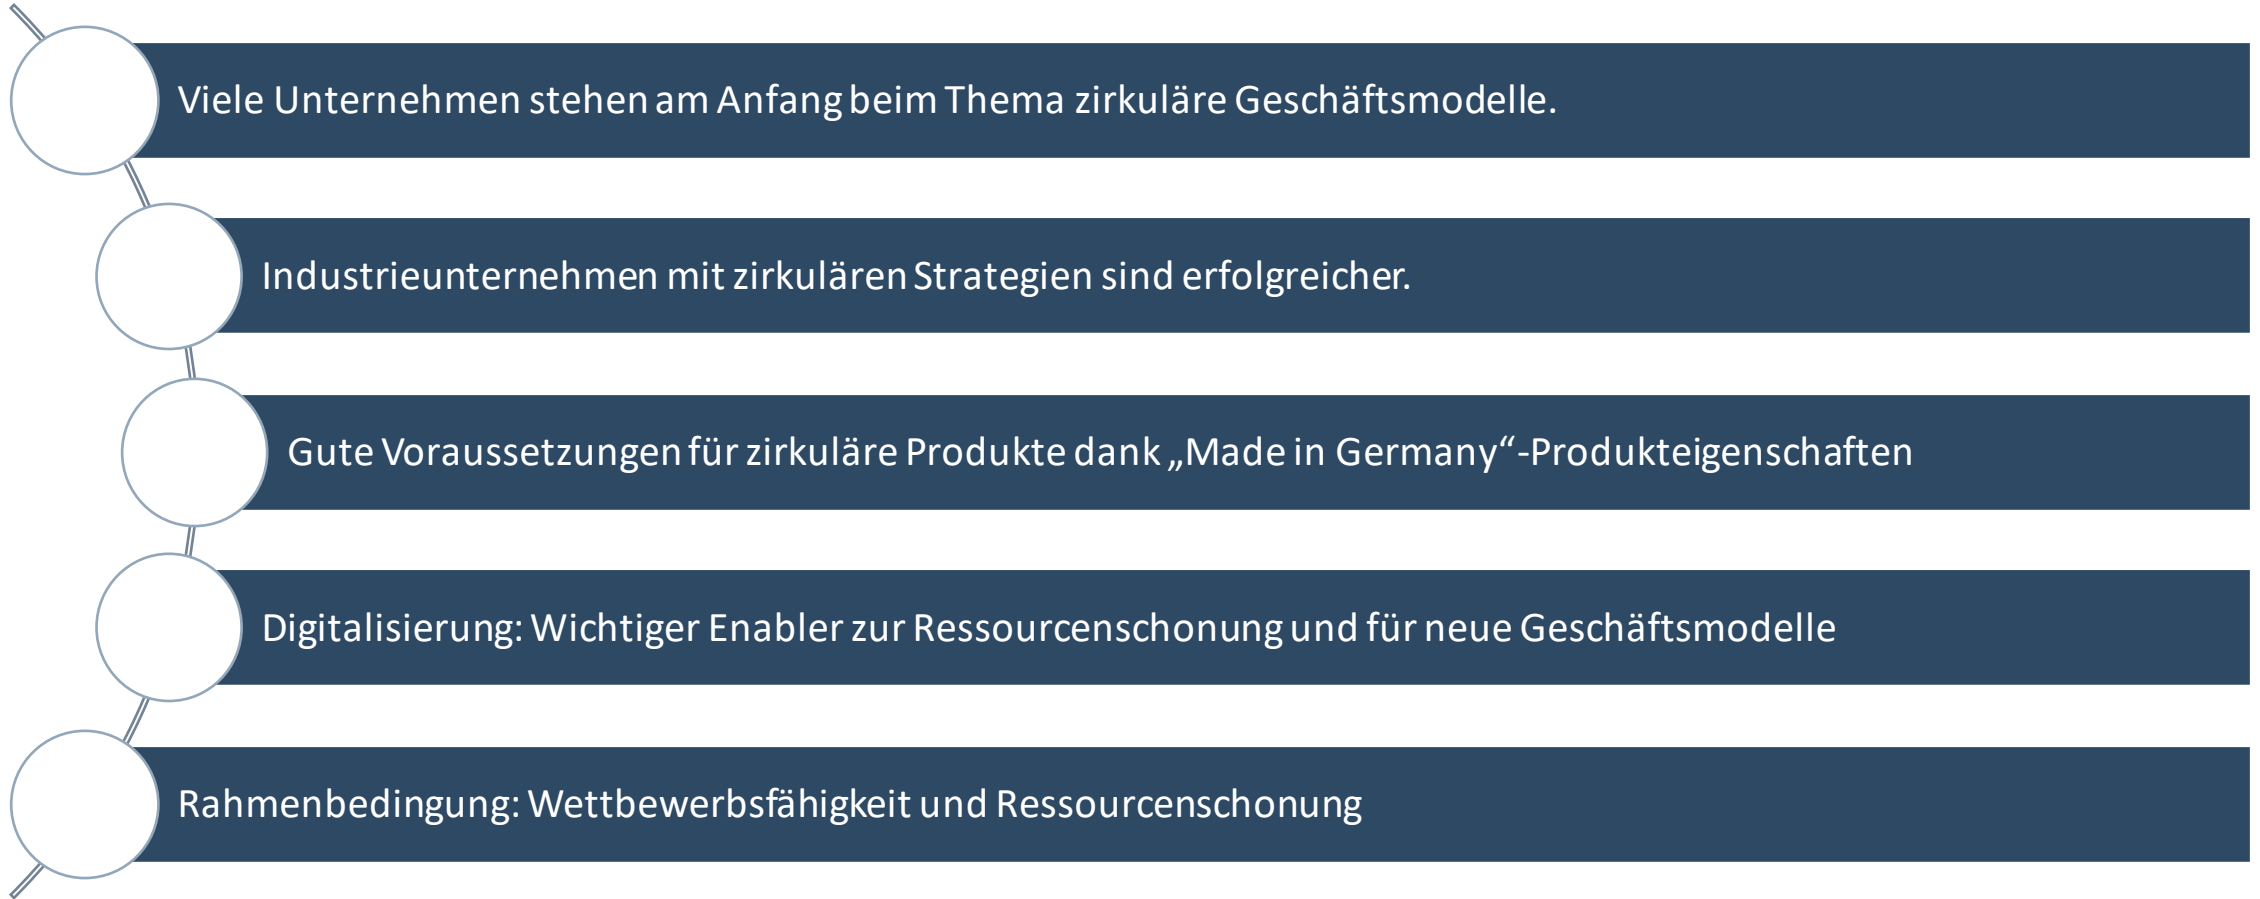 Viele Unternehmen stehen am Anfang beim Thema zirkuläre Geschäftsmodelle.
Industrieunternehmen mit zirkulären Strategien sind erfolgreicher.
Gute Voraussetzungen für zirkuläre Produkte dank „Made in Germany“-Produkteigenschaften
Digitalisierung: Wichtiger Enabler zur Ressourcenschonung und für neue Geschäftsmodelle
Rahmenbedingung: Wettbewerbsfähigkeit und Ressourcenschonung